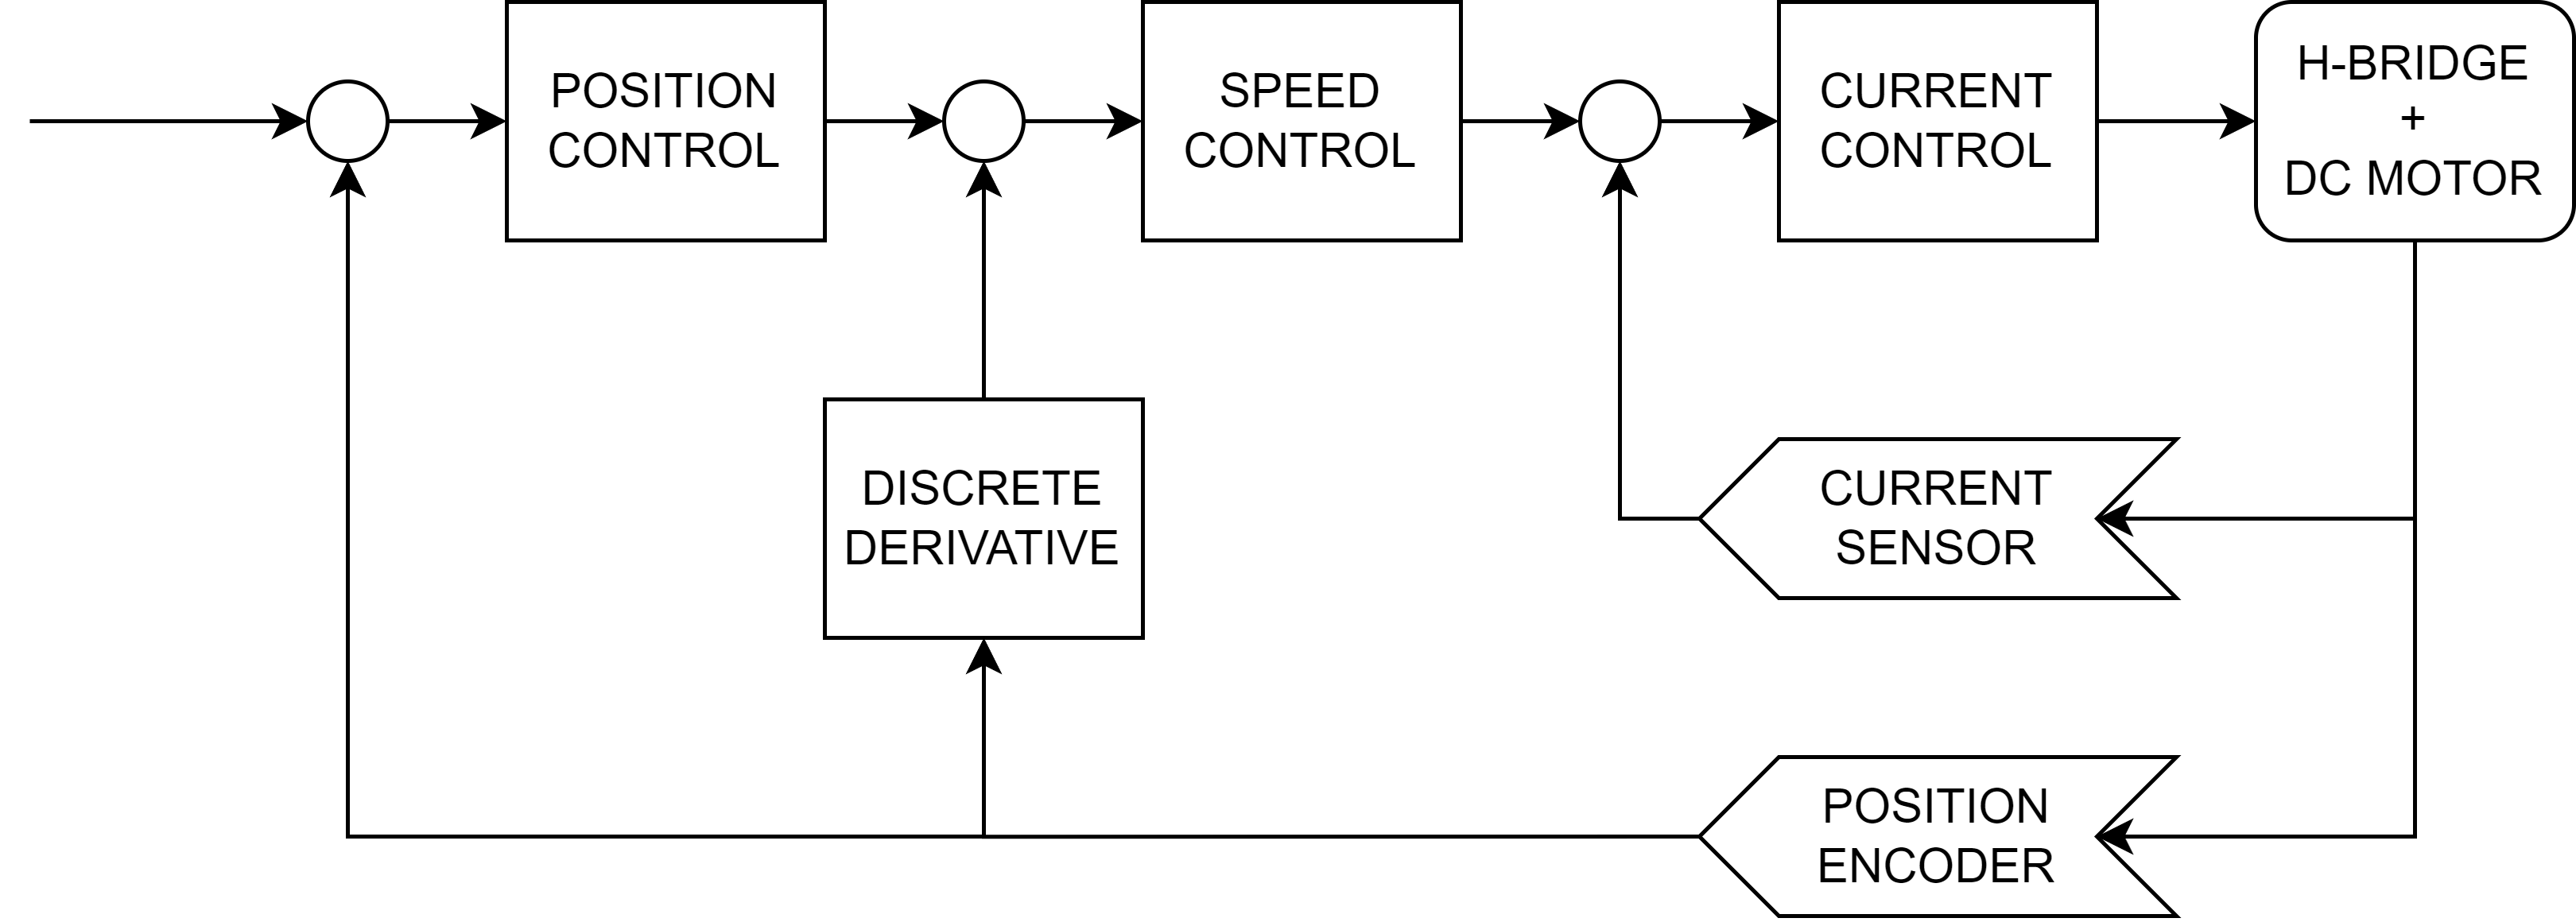 POSITION
CONTROL
SPEED
CONTROL
CURRENT
CONTROL
H-BRIDGE
+
DC MOTOR
DISCRETE
DERIVATIVE
CURRENT
SENSOR
POSITION
ENCODER